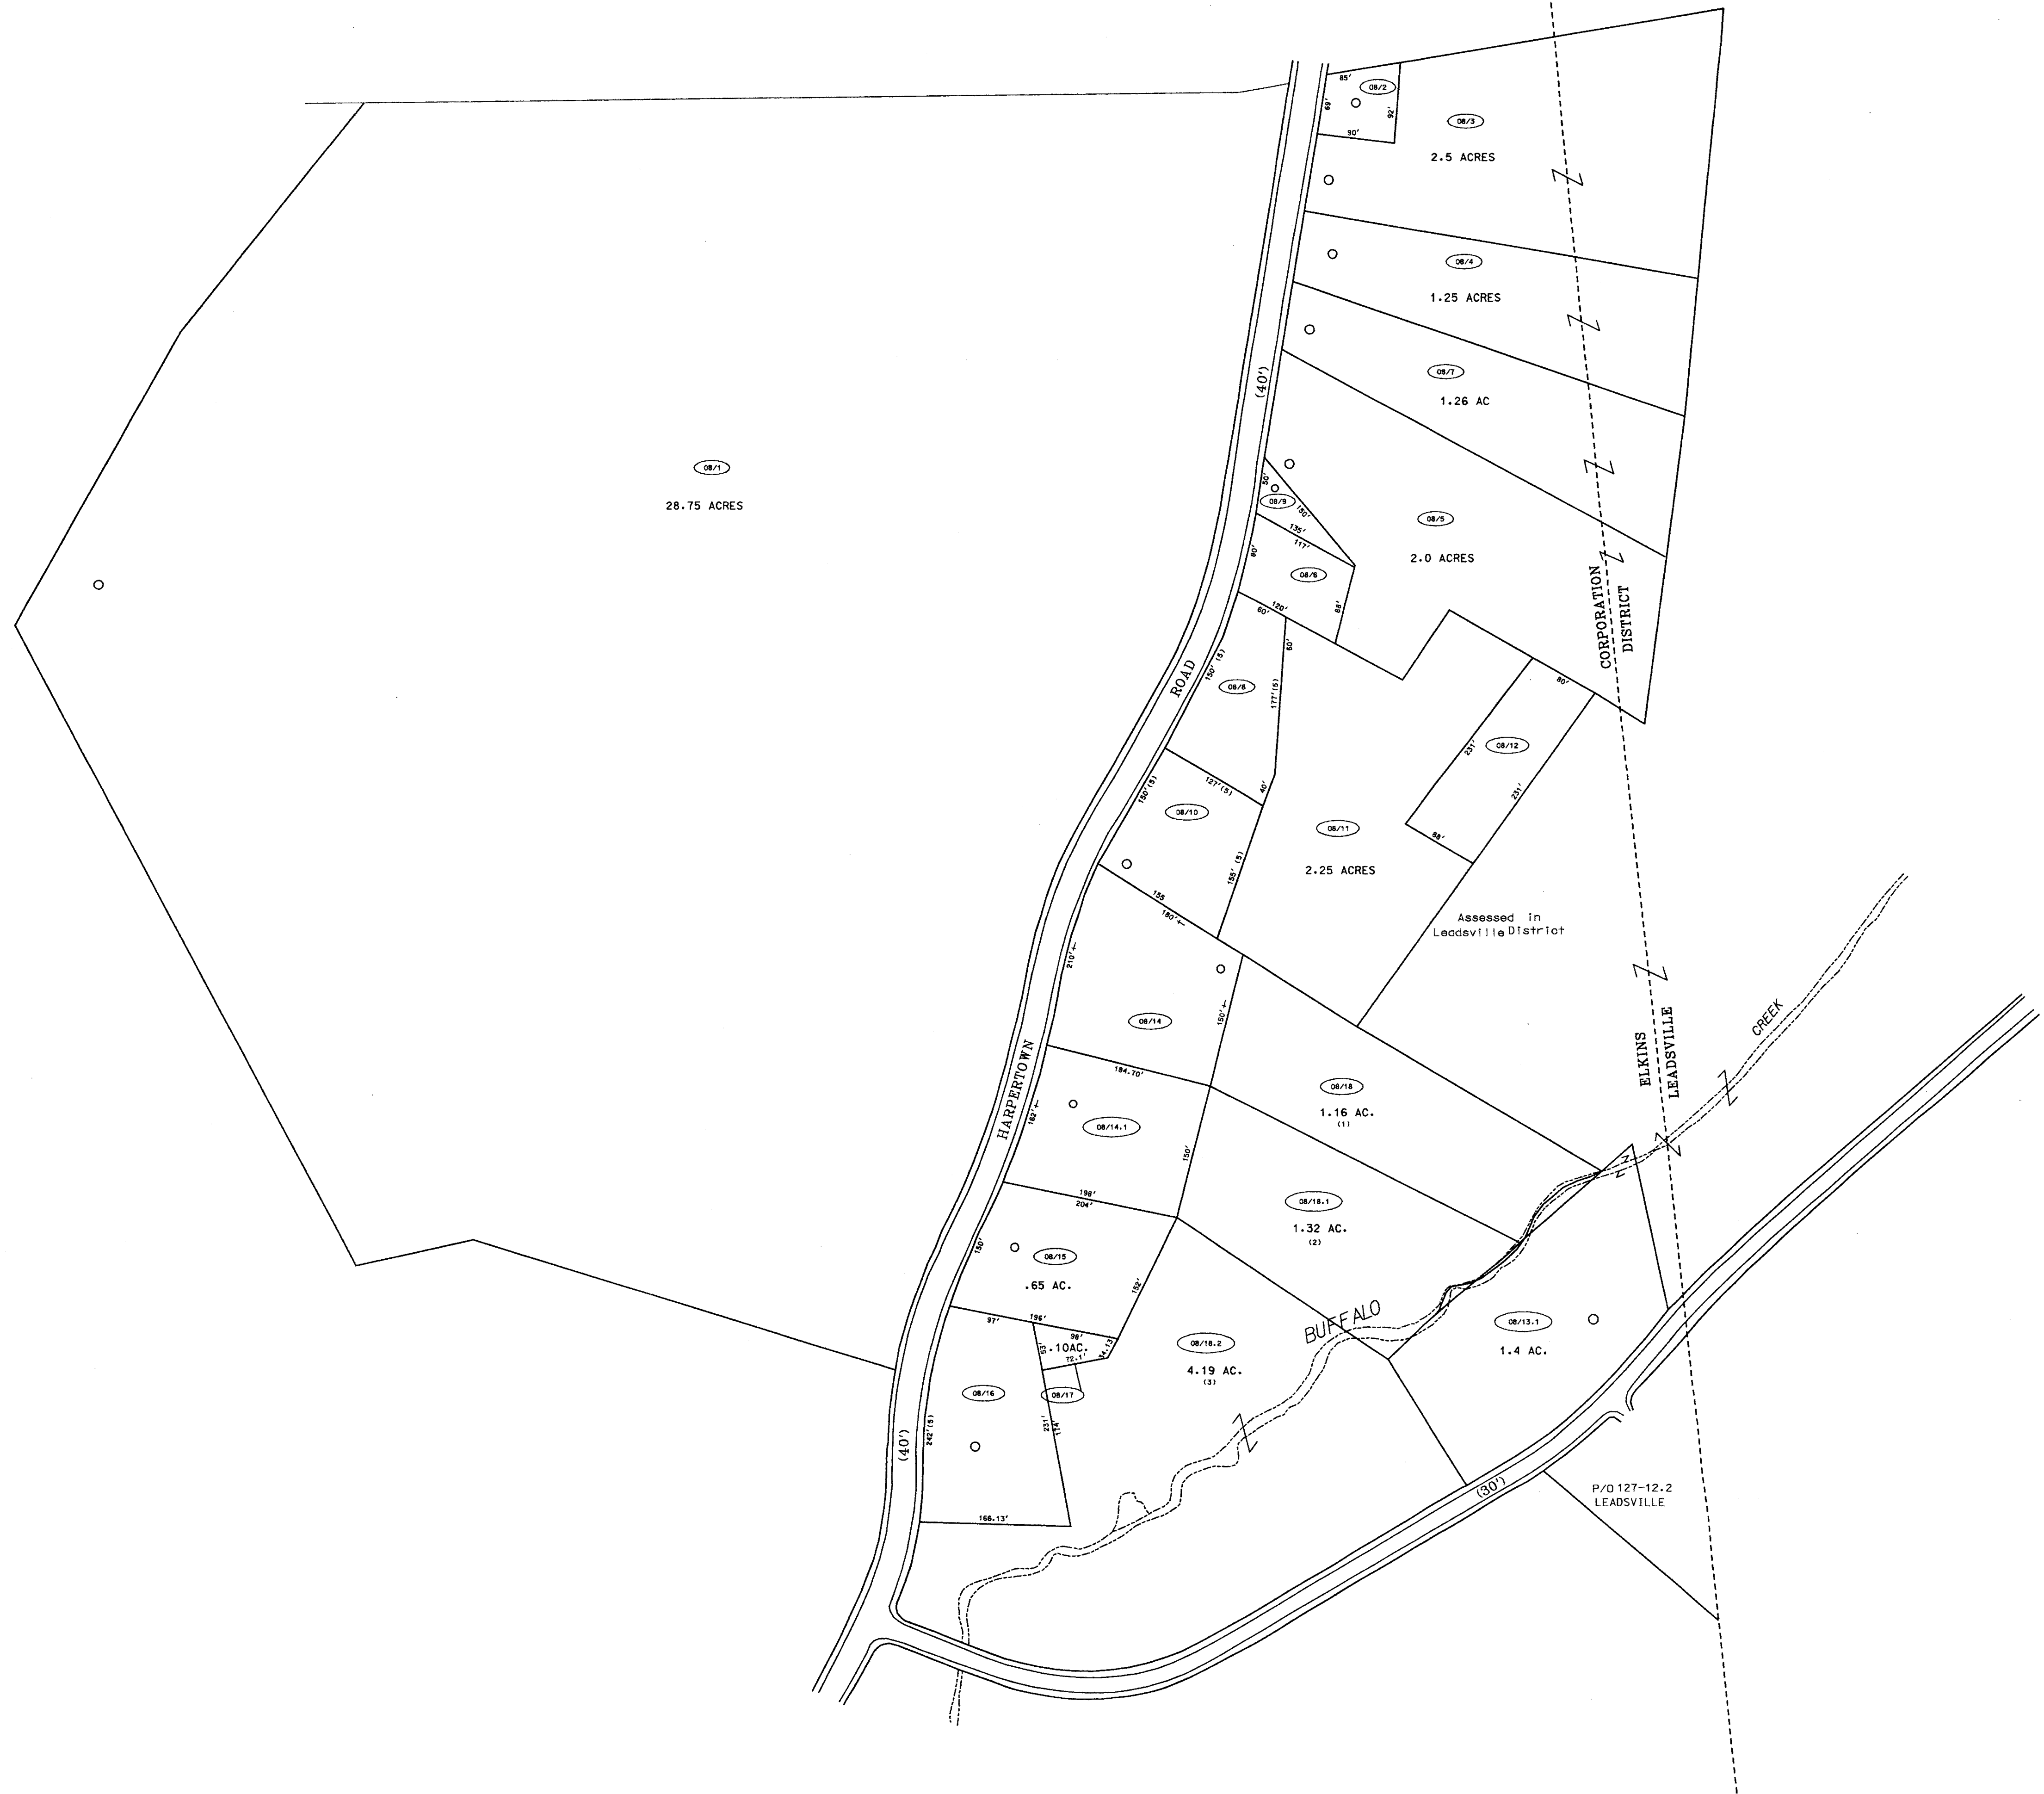 85'
08/2
69'
92'
90'
08/3
2.5 ACRES
08/4
1.25 ACRES
(40')
08/7
1.26 AC
08/1
28.75 ACRES
50'
08/9
150'
135'
117'
08/5
2.0 ACRES
80'
08/6
88'
120'
60'
CORPORATION
DISTRICT
60'
150' (S)
08/8
177' (S)
ROAD
80'
08/12
231'
231'
88'
127' (S)
40'
150' (S)
08/10
08/11
2.25 ACRES
155' (S)
155
180'+
Assessed in
Leadsville District
210'+
08/14
150'+
184.70'
ELKINS
LEADSVILLE
CREEK
HARPERTOWN
182'+
08/14.1
150'
198'
204'
08/18
1.16 AC.
(1)
08/18.1
1.32 AC.
(2)
150'
08/15
.65 AC.
152'
196'
97'
98'
53'
.10AC.
72.1'
34.13'
08/18.2
4.19 AC.
(3)
BUFFALO
08/13.1
1.4 AC.
08/16
08/17
242' (S)
231'
174'
(40')
166.13'
(30')
P/O 127-12.2
LEADSVILLE